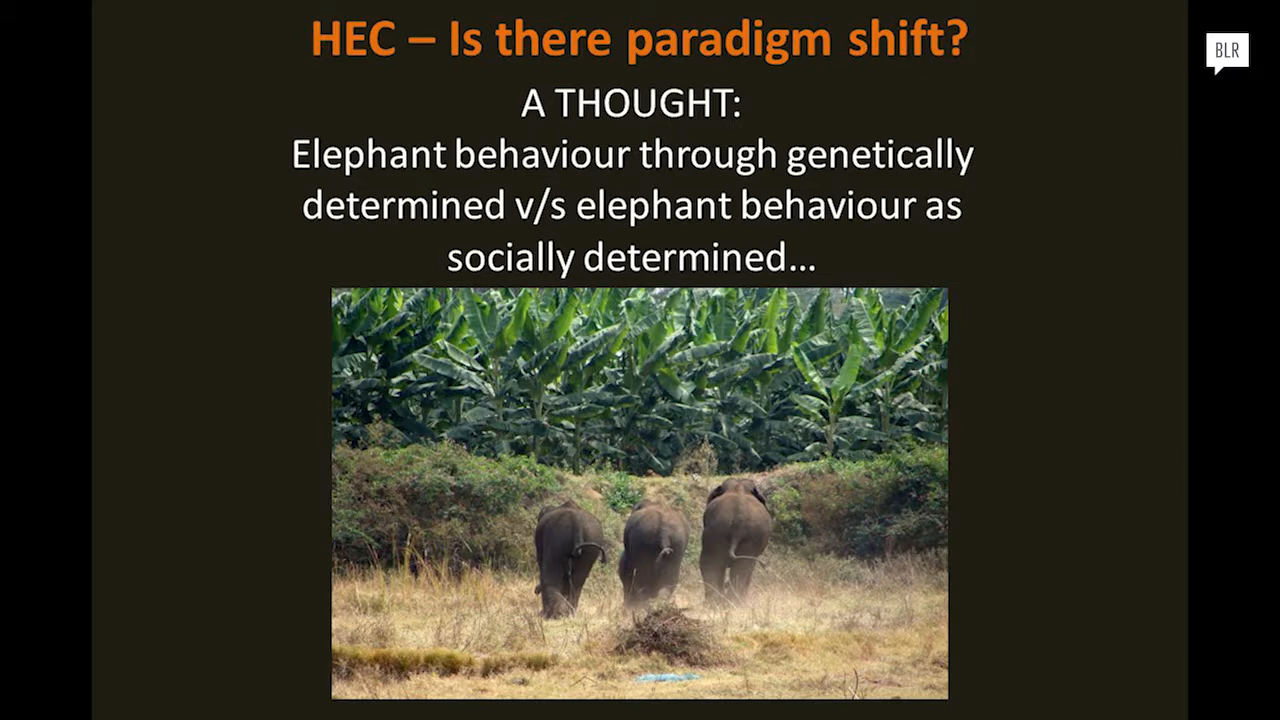 HEC – Is there paradigm shift?
BLR
A THOUGHT:
Elephant behaviour through genetically
determined v/s elephant behaviour as
socially determined...